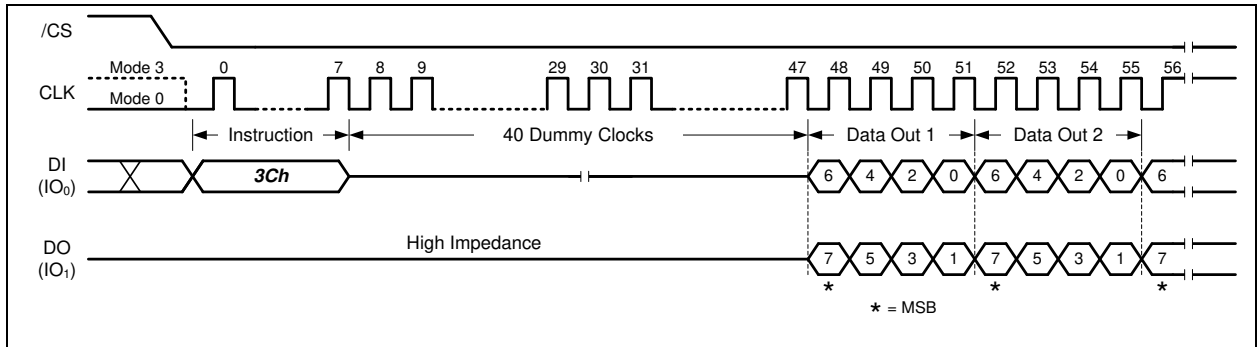 /CS
Mode 3 0 7 8 9 29 30 31 47 48 49 50 51 52 53 54 55 56
CLK
Mode 0
Instruction 40 Dummy Clocks Data Out 1 Data Out 2
DI
(IO₀)
3Ch 6 4 2 0 6 4 2 0 6
High Impedance
DO
(IO₁)
7 5 3 1 7 5 3 1 7
* * *
* = MSB